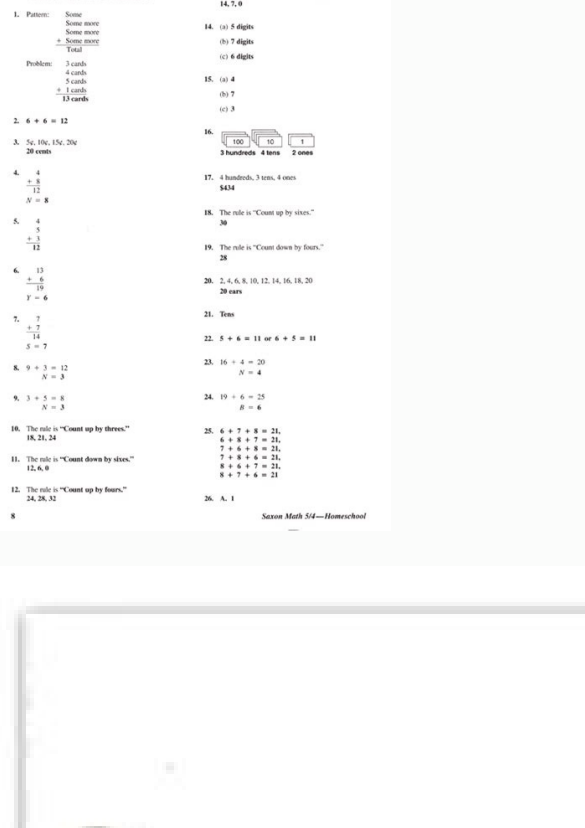 1. Pattern: Some
Some more
Some more
+ Some more
Total
Problem: 3 cards
4 cards
5 cards
+ 1 cards
13 cards
2. 6 + 6 = 12
3. 5¢, 10¢, 15¢, 20¢
20 cents
4. 4
+ 8
12
N = 8
5. 4
5
+ 3
12
6. 13
+ 6
19
Y = 6
7. 7
+ 7
14
S = 7
8. 9 + 3 = 12
N = 3
9. 3 + 5 = 8
N = 3
10. The rule is "Count up by threes."
18, 21, 24
11. The rule is "Count down by sixes."
12, 6, 0
12. The rule is "Count up by fours."
24, 28, 32
14, 7, 0
14. (a) 5 digits
(b) 7 digits
(c) 6 digits
15. (a) 4
(b) 7
(c) 3
16.
100 10 1
3 hundreds 4 tens 2 ones
17. 4 hundreds, 3 tens, 4 ones
$434
18. The rule is "Count up by sixes."
30
19. The rule is "Count down by fours."
28
20. 2, 4, 6, 8, 10, 12, 14, 16, 18, 20
20 ears
21. Tens
22. 5 + 6 = 11 or 6 + 5 = 11
23. 16 + 4 = 20
N = 4
24. 19 + 6 = 25
B = 6
25. 6 + 7 + 8 = 21,
6 + 8 + 7 = 21,
7 + 6 + 8 = 21,
7 + 8 + 6 = 21,
8 + 6 + 7 = 21,
8 + 7 + 6 = 21
26. A. 1
8
Saxon Math 5/4—Homeschool